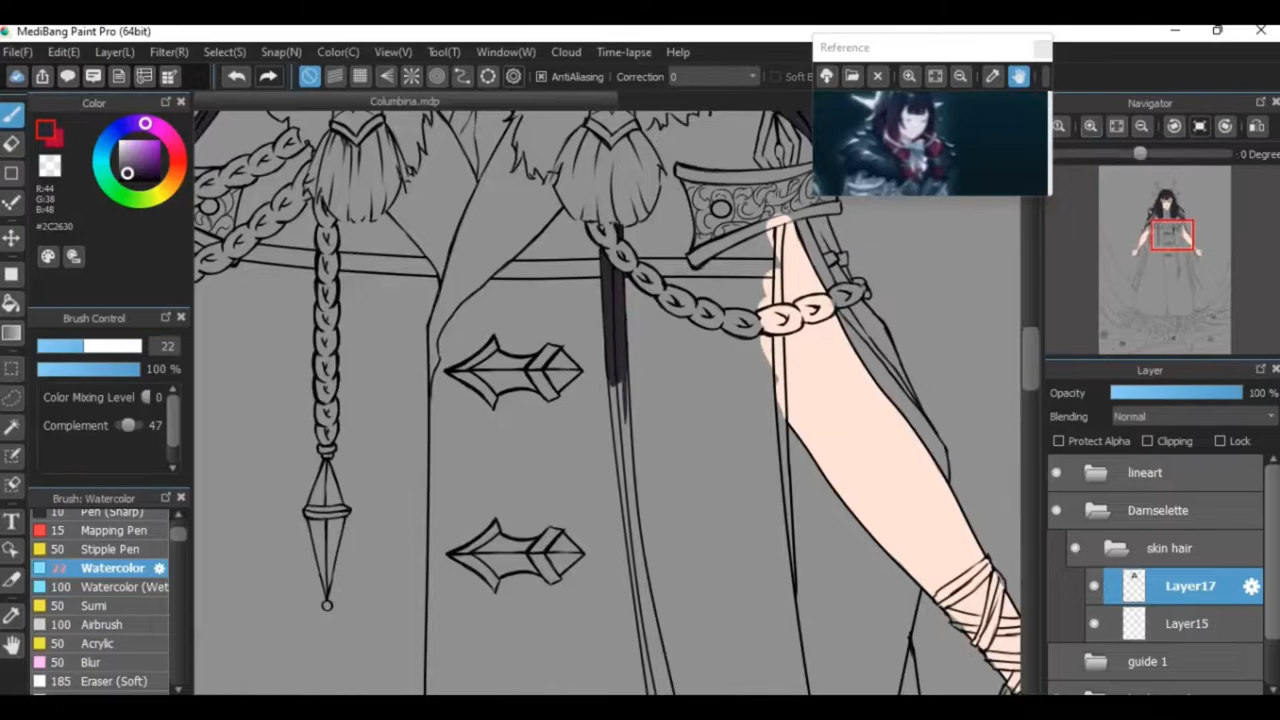 MediBang Paint Pro (64bit)
File(F) Edit(E) Layer(L) Filter(R) Select(S) Snap(N) Color(C) View(V) Tool(T) Window(W) Cloud Time-lapse Help
AntiAliasing Correction 0 Soft
Columbina.mdp
Reference
Color
R:44
G:38
B:48
#2C2630
Brush Control
22
100 %
Color Mixing Level 0
Complement 47
Brush: Watercolor
10 Pen (Sharp)
15 Mapping Pen
50 Stipple Pen
22 Watercolor
100 Watercolor (Wet
50 Sumi
100 Airbrush
50 Acrylic
50 Blur
185 Eraser (Soft)
Navigator
0 Degree
Layer
Opacity 100 %
Blending Normal
Protect Alpha Clipping Lock
lineart
Damselette
skin hair
Layer17
Layer15
guide 1